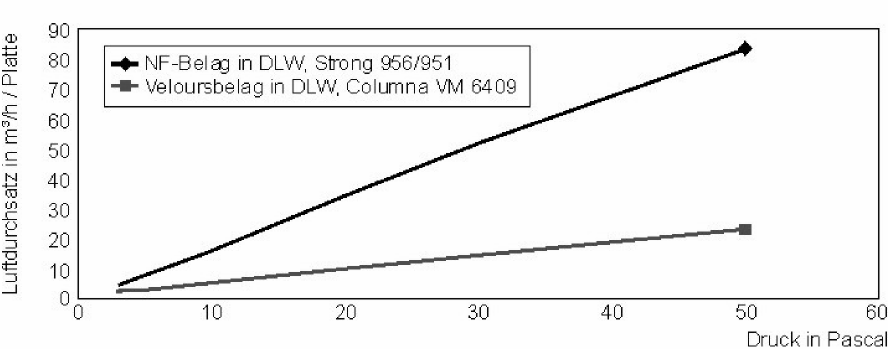 Luftdurchsatz in m³/h / Platte
90
80
70
60
50
40
30
20
10
0
NF-Belag in DLW, Strong 956/951
Veloursbelag in DLW, Columna VM 6409
0 10 20 30 40 50 60
Druck in Pascal